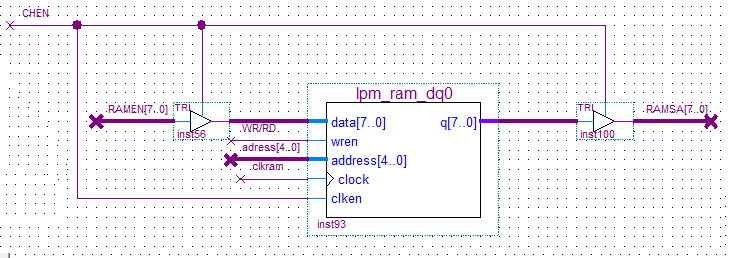 CHEN
lpm_ram_dq0
RAMEN[7..0]
TRI
inst56
data[7..0]
q[7..0]
TRI
inst100
RAMSA[7..0]
WR/RD
wren
adress[4..0]
address[4..0]
clkram
clock
clken
inst93